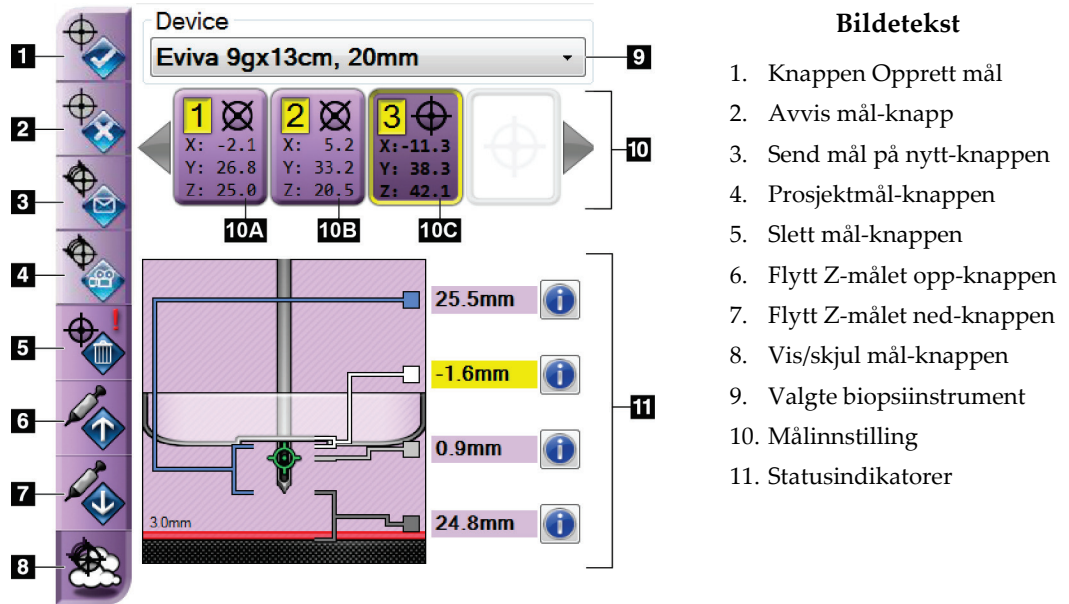 Device
Eviva 9gx13cm, 20mm
1
2
3
4
5
6
7
8
9
10
1
X: -2.1
Y: 26.8
Z: 25.0
2
X: 5.2
Y: 33.2
Z: 20.5
3
X:-11.3
Y: 38.3
Z: 42.1
10A
10B
10C
25.5mm
-1.6mm
0.9mm
24.8mm
3.0mm
11
Bildetekst
1. Knappen Opprett mål
2. Avvis mål-knapp
3. Send mål på nytt-knappen
4. Prosjektmål-knappen
5. Slett mål-knappen
6. Flytt Z-målet opp-knappen
7. Flytt Z-målet ned-knappen
8. Vis/skjul mål-knappen
9. Valgte biopsiinstrument
10. Målinnstilling
11. Statusindikatorer